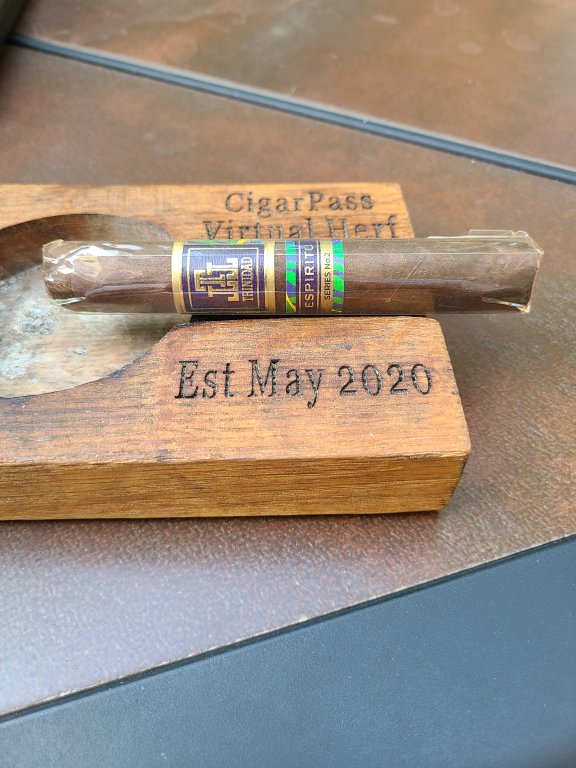 CigarPass
Virtual Herf
TRINIDAD
ESPIRITU
SERIES No.2
Est May 2020